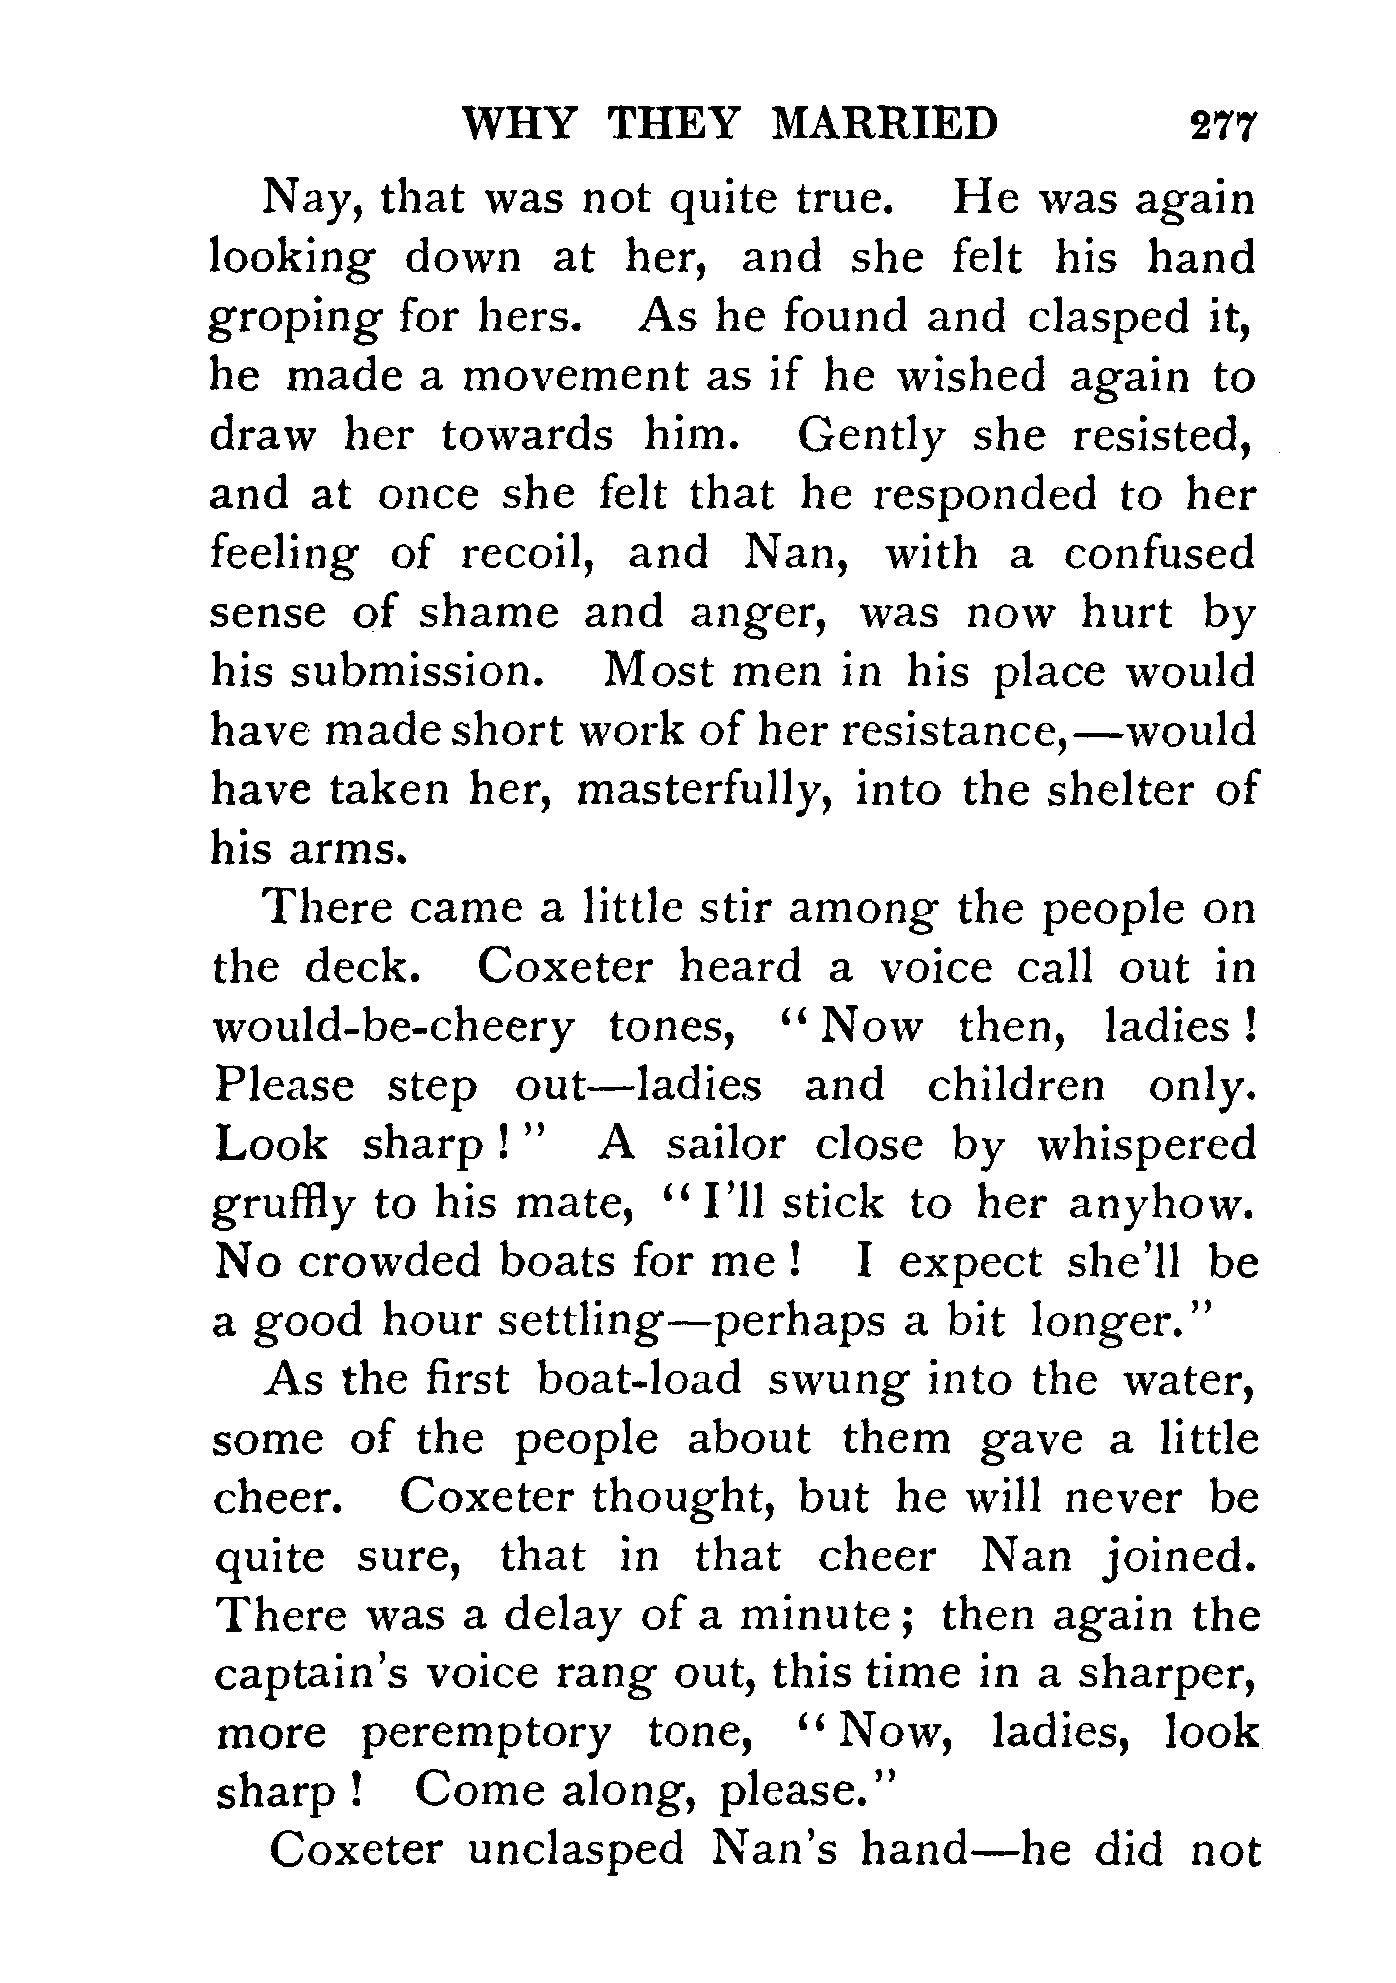 WHY THEY MARRIED 277
Nay, that was not quite true. He was again
looking down at her, and she felt his hand
groping for hers. As he found and clasped it,
he made a movement as if he wished again to
draw her towards him. Gently she resisted,
and at once she felt that he responded to her
feeling of recoil, and Nan, with a confused
sense of shame and anger, was now hurt by
his submission. Most men in his place would
have made short work of her resistance,—would
have taken her, masterfully, into the shelter of
his arms.
There came a little stir among the people on
the deck. Coxeter heard a voice call out in
would-be-cheery tones, “Now then, ladies!
Please step out—ladies and children only.
Look sharp!” A sailor close by whispered
gruffly to his mate, “I'll stick to her anyhow.
No crowded boats for me! I expect she'll be
a good hour settling—perhaps a bit longer.”
As the first boat-load swung into the water,
some of the people about them gave a little
cheer. Coxeter thought, but he will never be
quite sure, that in that cheer Nan joined.
There was a delay of a minute; then again the
captain's voice rang out, this time in a sharper,
more peremptory tone, “Now, ladies, look
sharp! Come along, please.”
Coxeter unclasped Nan's hand—he did not